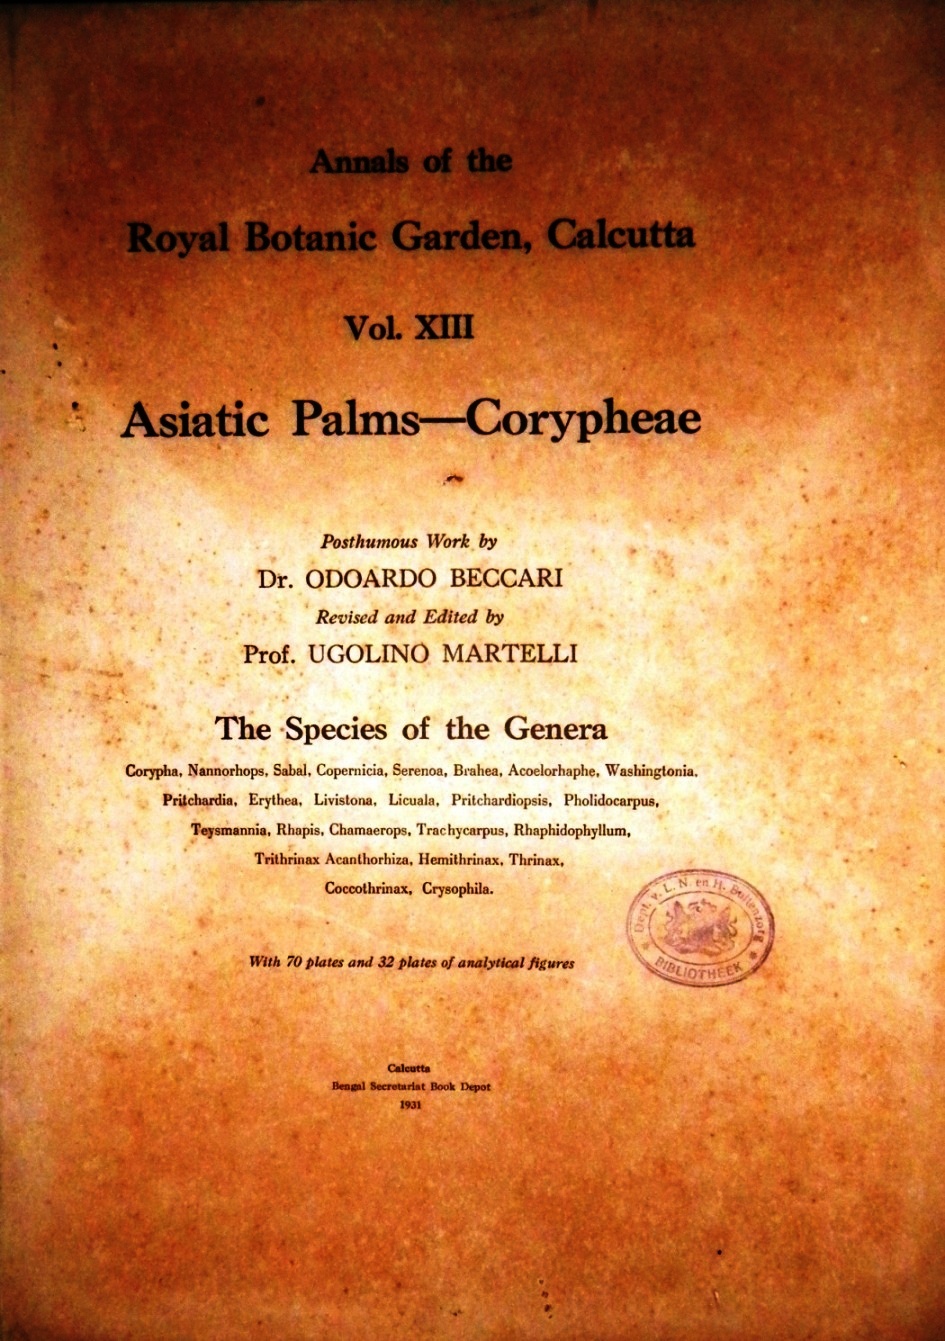 Annals of the
Royal Botanic Garden, Calcutta
Vol. XIII
Asiatic Palms—Corypheae
Posthumous Work by
Dr. ODOARDO BECCARI
Revised and Edited by
Prof. UGOLINO MARTELLI
The Species of the Genera
Corypha, Nannorhops, Sabal, Copernicia, Serenoa, Brahea, Acoelorhaphe, Washingtonia,
Pritchardia, Erythea, Livistona, Licuala, Pritchardiopsis, Pholidocarpus,
Teysmannia, Rhapis, Chamaerops, Trachycarpus, Rhaphidophyllum,
Trithrinax Acanthorhiza, Hemithrinax, Thrinax,
Coccothrinax, Crysophila.
Dept. v. L. N. en H. Buitenzorg
BIBLIOTHEEK
With 70 plates and 32 plates of analytical figures
Calcutta
Bengal Secretariat Book Depot
1931